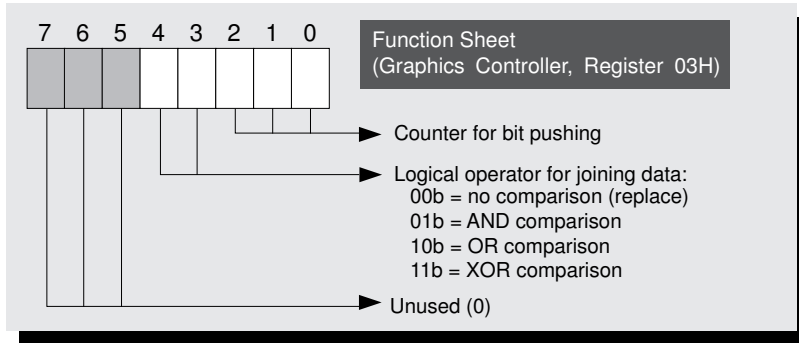 7 6 5 4 3 2 1 0
Function Sheet
(Graphics Controller, Register 03H)
Counter for bit pushing
Logical operator for joining data:
00b = no comparison (replace)
01b = AND comparison
10b = OR comparison
11b = XOR comparison
Unused (0)